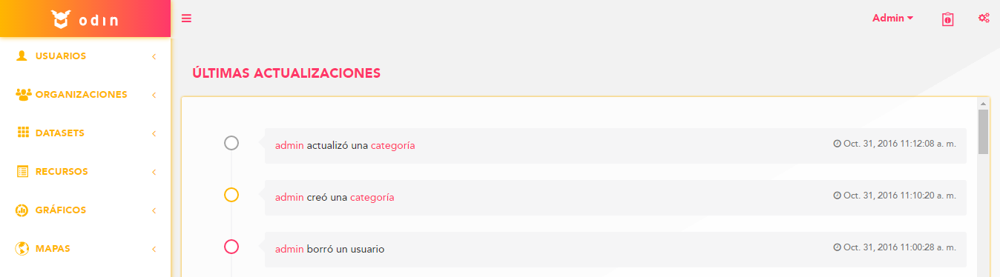 odin
Admin
USUARIOS
ORGANIZACIONES
DATASETS
RECURSOS
GRÁFICOS
MAPAS
ÚLTIMAS ACTUALIZACIONES
admin actualizó una categoría Oct. 31, 2016 11:12:08 a. m.
admin creó una categoría Oct. 31, 2016 11:10:20 a. m.
admin borró un usuario Oct. 31, 2016 11:00:28 a. m.